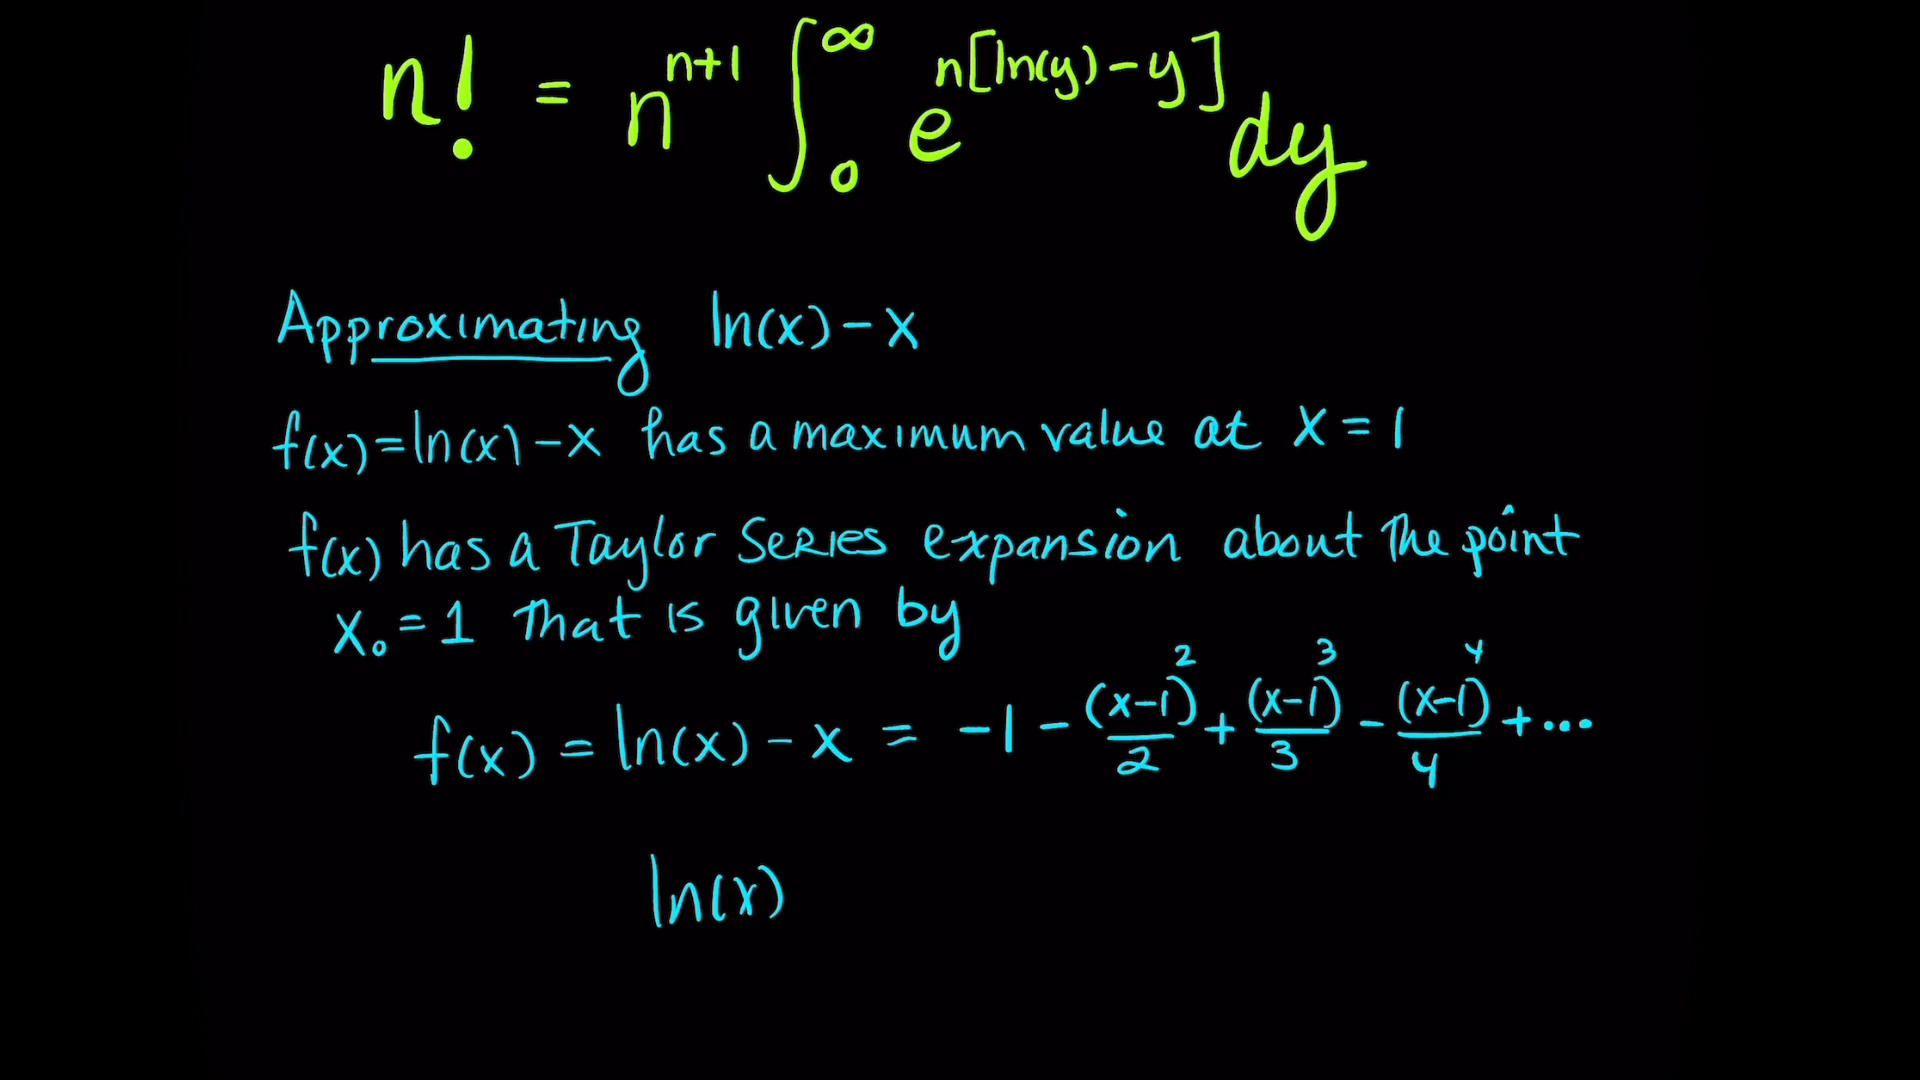 n! = n^{n+1} ∫_0^∞ e^{n[ln(y)-y]} dy
Approximating ln(x)-x
f(x)=ln(x)-x has a maximum value at x=1
f(x) has a Taylor Series expansion about the point
x₀=1 that is given by
f(x) = ln(x)-x = -1 - (x-1)^2/2 + (x-1)^3/3 - (x-1)^4/4 + ...
ln(x)